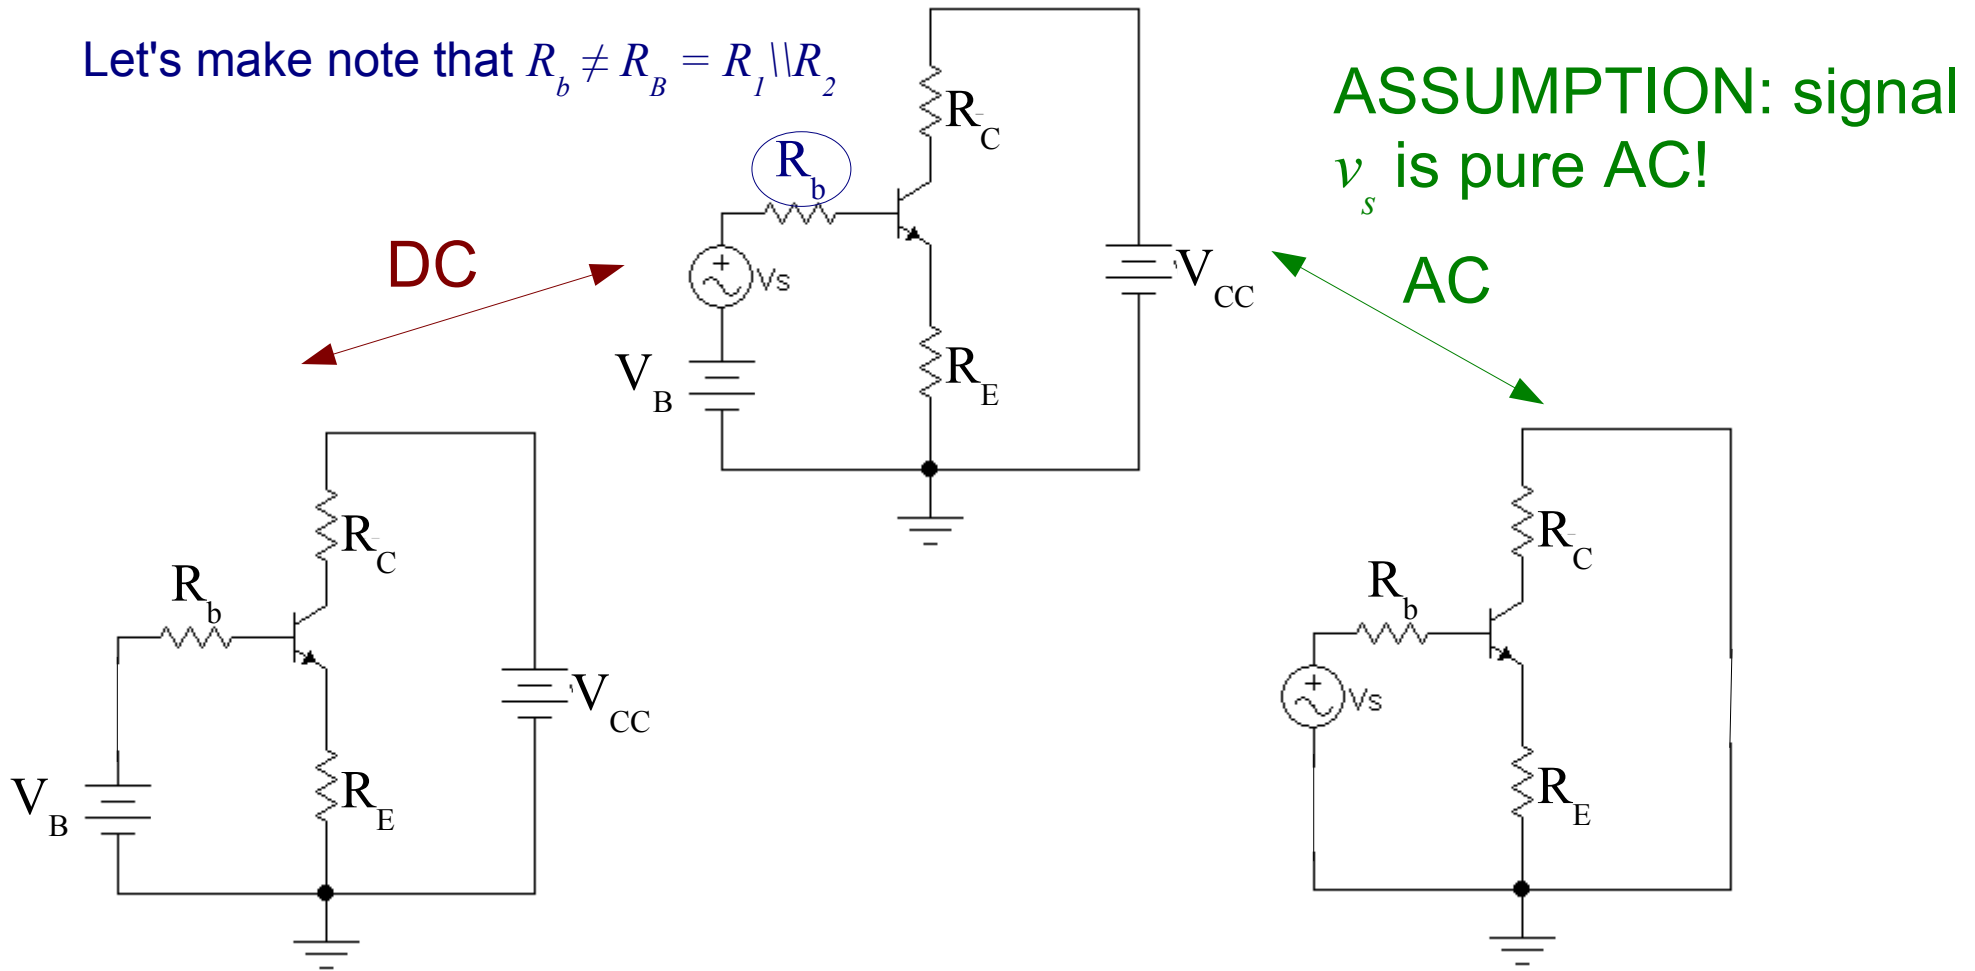 Let's make note that R_b ≠ R_B = R_1\\R_2
ASSUMPTION: signal
v_s is pure AC!
R_C
R_b
DC
AC
Vs
V_CC
V_B
R_E
R_C
R_b
V_CC
V_B
R_E
R_C
R_b
Vs
R_E